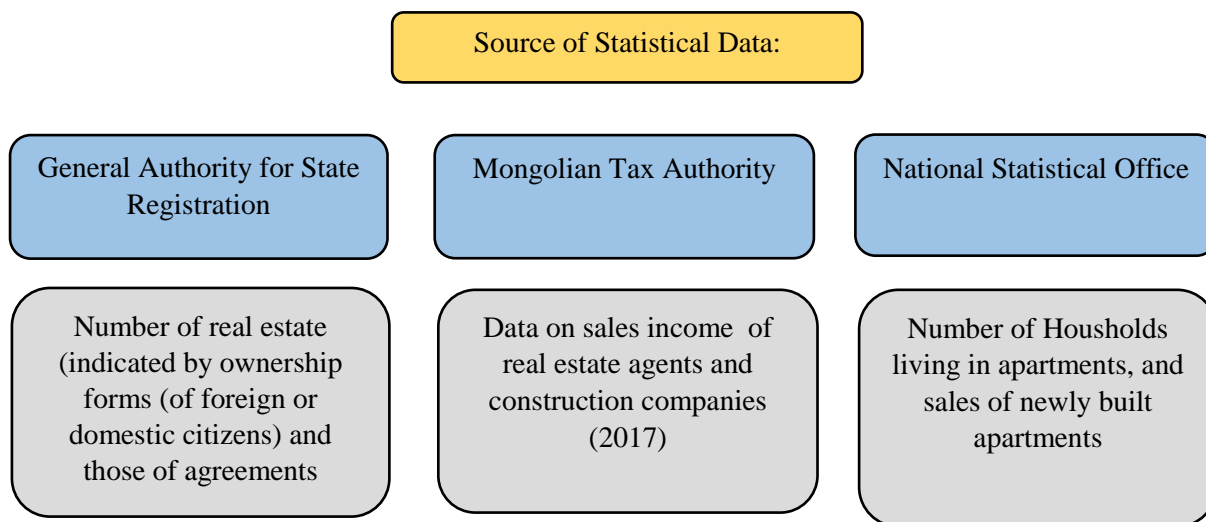 Source of Statistical Data:
General Authority for State
Registration
Mongolian Tax Authority
National Statistical Office
Number of real estate
(indicated by ownership
forms (of foreign or
domestic citizens) and
those of agreements
Data on sales income of
real estate agents and
construction companies
(2017)
Number of Housholds
living in apartments, and
sales of newly built
apartments